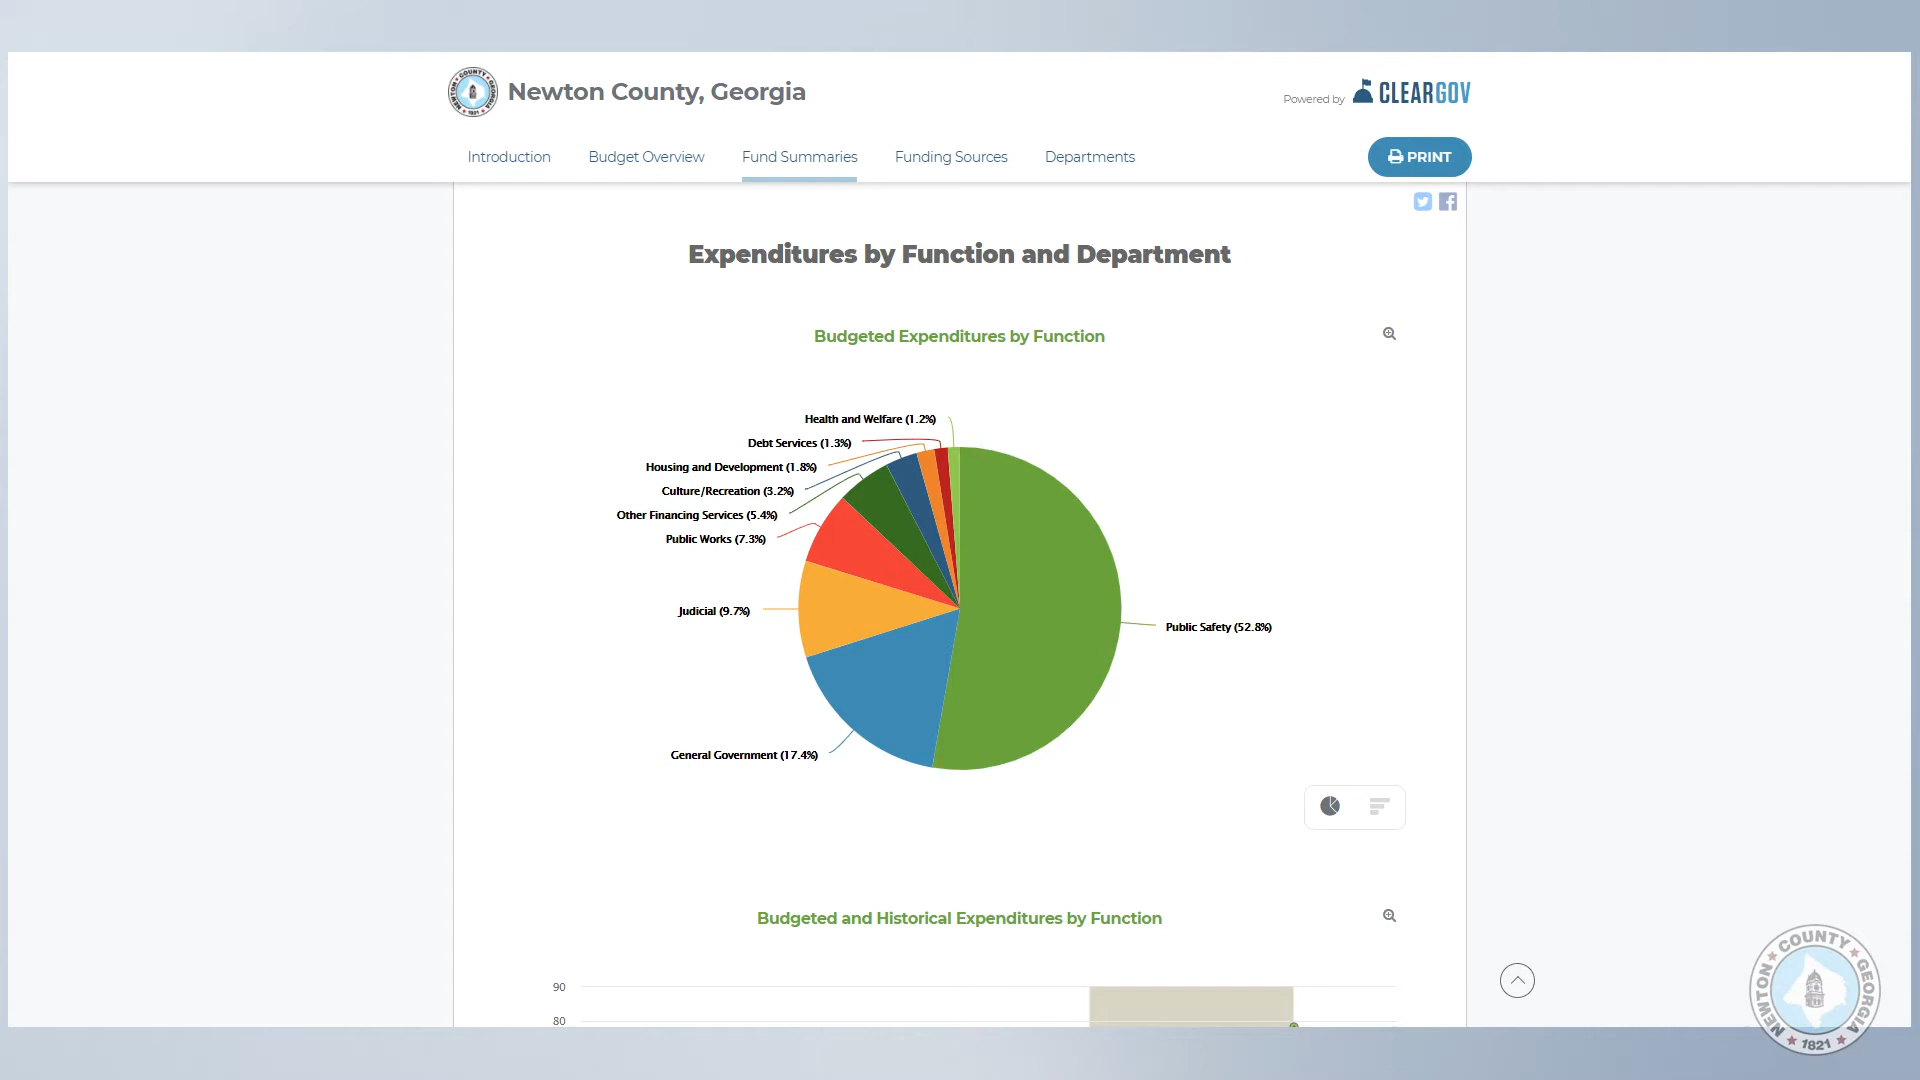 Newton County, Georgia
Powered by CLEARGOV
Introduction
Budget Overview
Fund Summaries
Funding Sources
Departments
PRINT
Expenditures by Function and Department
Budgeted Expenditures by Function
Health and Welfare (1.2%)
Debt Services (1.3%)
Housing and Development (1.8%)
Culture/Recreation (3.2%)
Other Financing Services (5.4%)
Public Works (7.3%)
Judicial (9.7%)
Public Safety (52.8%)
General Government (17.4%)
Budgeted and Historical Expenditures by Function
90
80
NEWTON COUNTY GEORGIA
1821